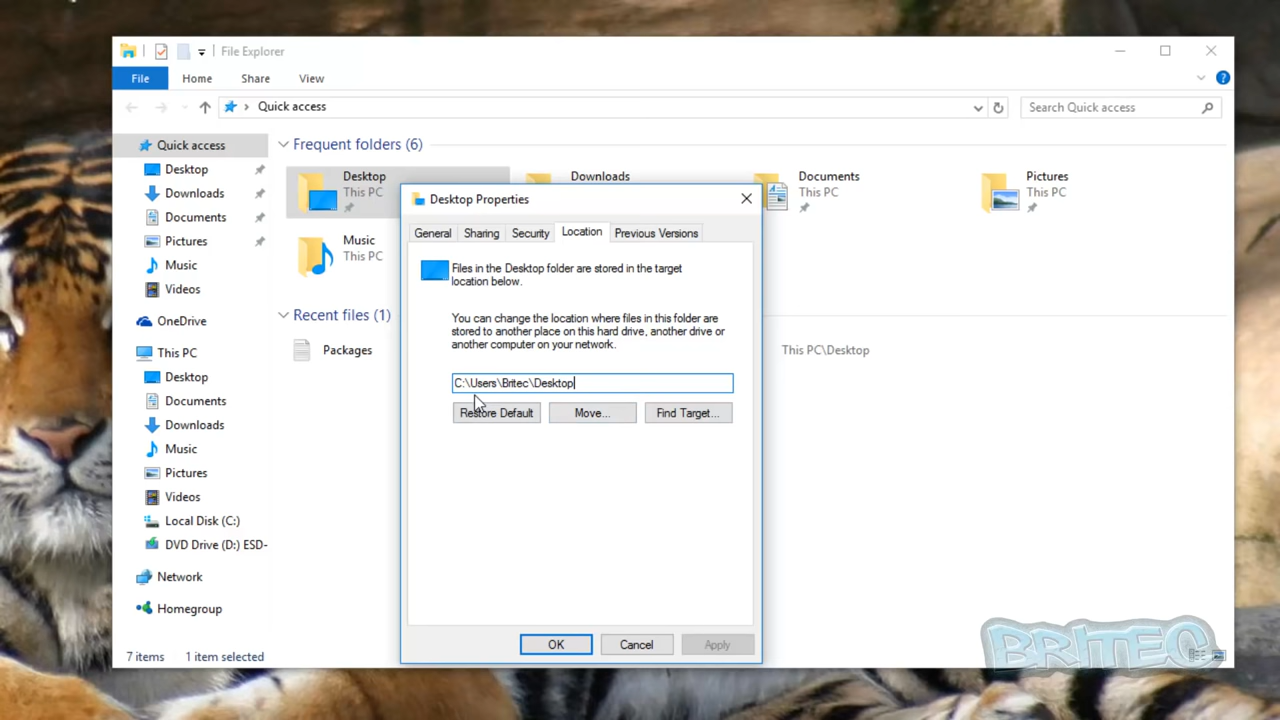 File Explorer
File Home Share View
Quick access
Search Quick access
Quick access
Desktop
Downloads
Documents
Pictures
Music
Videos
OneDrive
This PC
Desktop
Documents
Downloads
Music
Pictures
Videos
Local Disk (C:)
DVD Drive (D:) ESD-
Network
Homegroup
Frequent folders (6)
Desktop
This PC
Downloads
Documents
This PC
Pictures
This PC
Music
This PC
Recent files (1)
Packages
This PC\Desktop
Desktop Properties
General Sharing Security Location Previous Versions
Files in the Desktop folder are stored in the target
location below.
You can change the location where files in this folder are
stored to another place on this hard drive, another drive or
another computer on your network.
C:\Users\Britec\Desktop
Restore Default Move... Find Target...
OK Cancel Apply
7 items 1 item selected
BRITEC